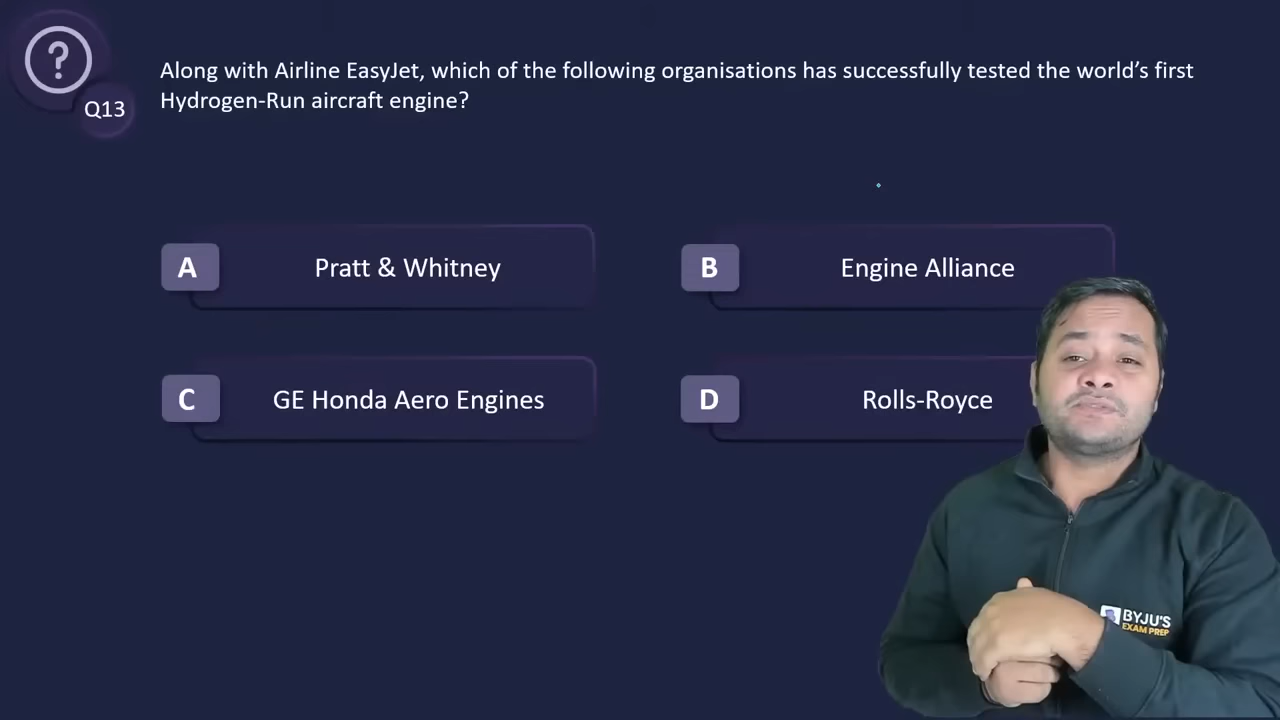 ?
Q13
Along with Airline EasyJet, which of the following organisations has successfully tested the world’s first
Hydrogen-Run aircraft engine?
A Pratt & Whitney
B Engine Alliance
C GE Honda Aero Engines
D Rolls-Royce
BYJU'S
EXAM PREP